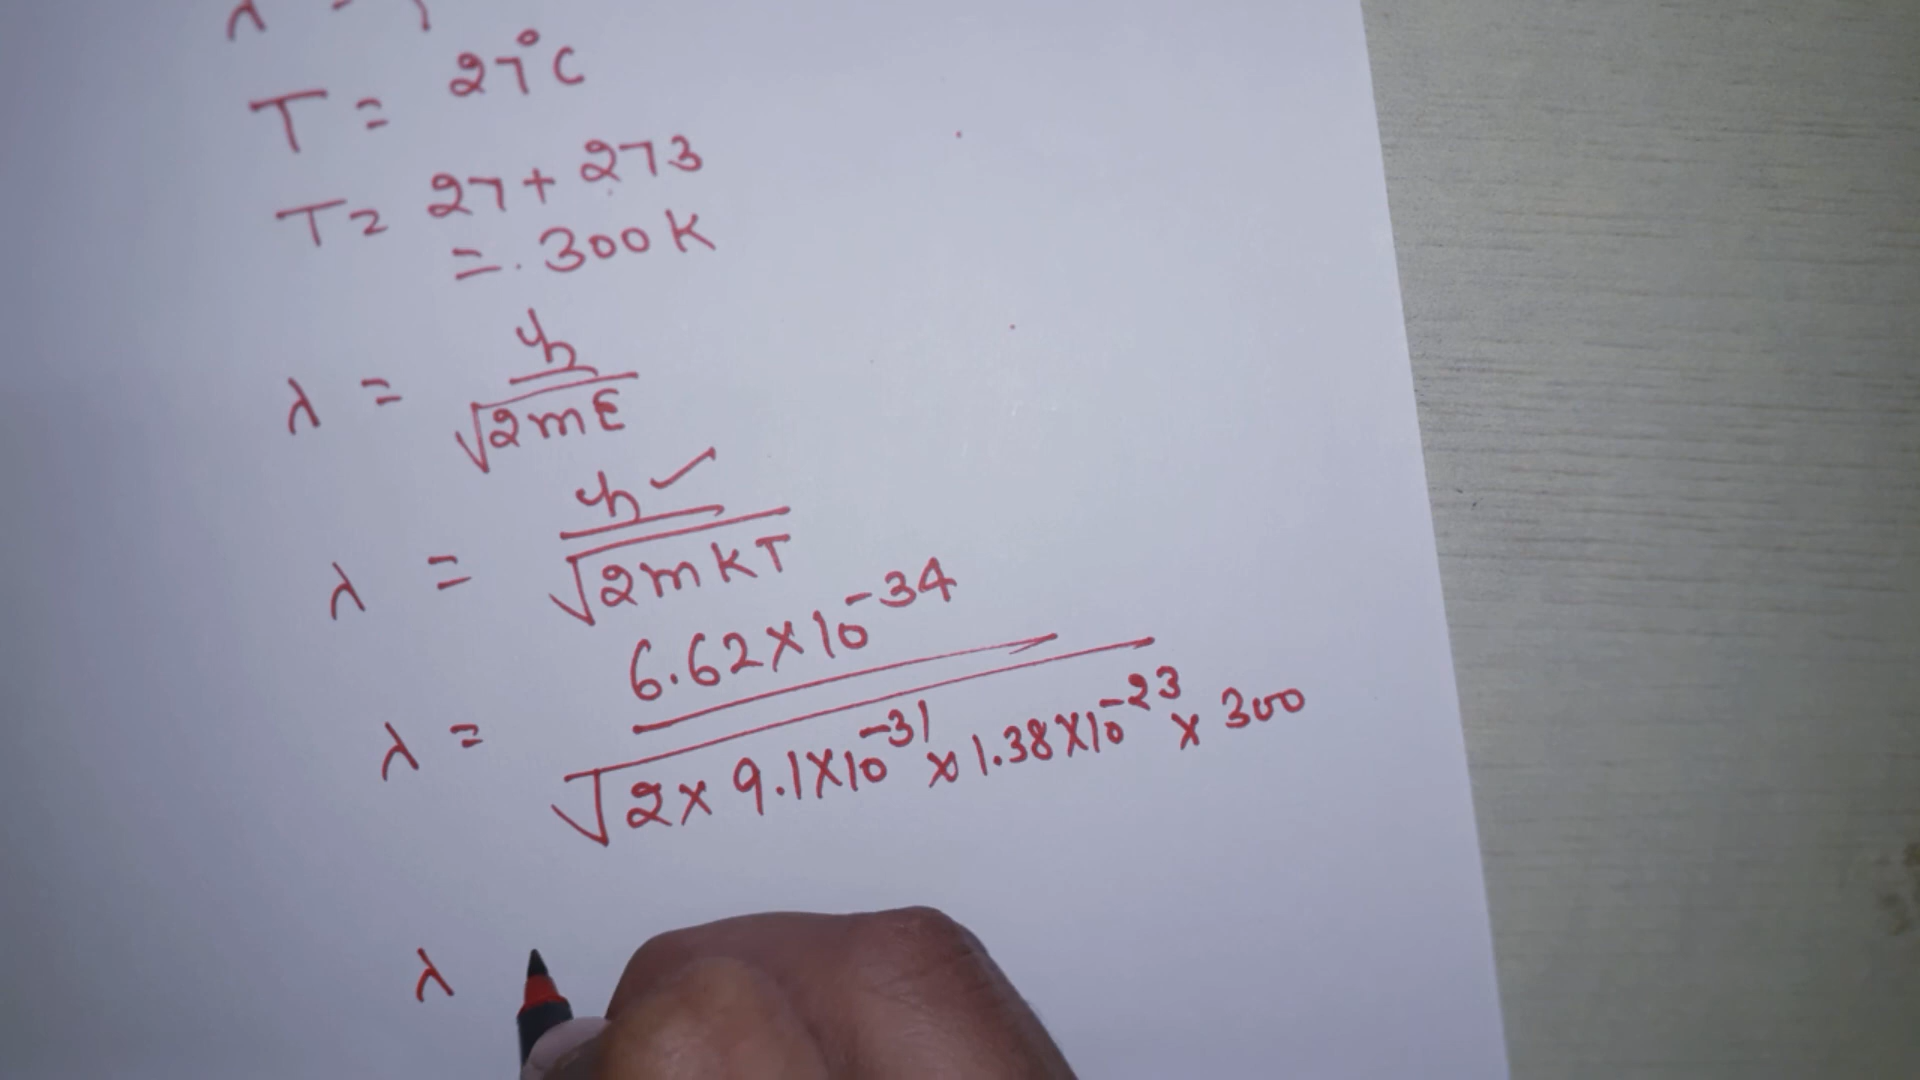 T = 27°C
T = 27 + 273
= 300 K
λ = h / √2mE
λ = h ✓ / √2mKT
λ = 6.62×10⁻³⁴ / √2× 9.1×10⁻³¹ × 1.38×10⁻²³ × 300
λ